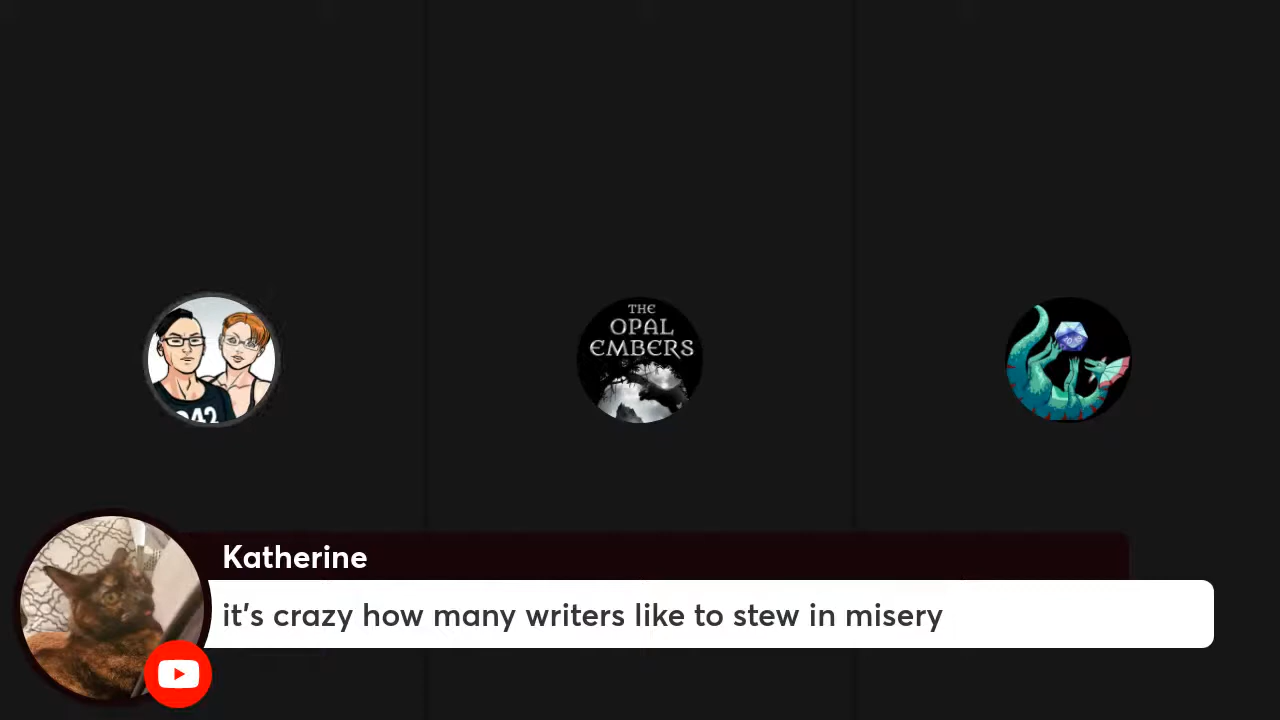 THE
OPAL
EMBERS
Katherine
it's crazy how many writers like to stew in misery